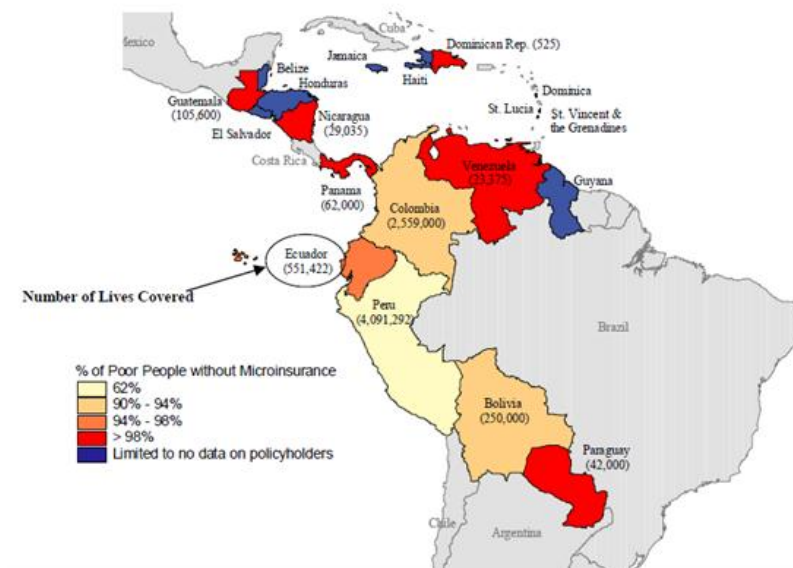 Mexico
Cuba
Jamaica
Dominican Rep. (525)
Belize
Haiti
Honduras
Dominica
Guatemala
(105,600)
Nicaragua
(29,035)
St. Lucia
St. Vincent &
the Grenadines
El Salvador
Costa Rica
Venezuela
(23,375)
Guyana
Panama
(62,000)
Colombia
(2,559,000)
Ecuador
(551,422)
Number of Lives Covered
Peru
(4,091,292)
Brazil
% of Poor People without Microinsurance
62%
90% - 94%
94% - 98%
> 98%
Limited to no data on policyholders
Bolivia
(250,000)
Paraguay
(42,000)
Chile
Argentina